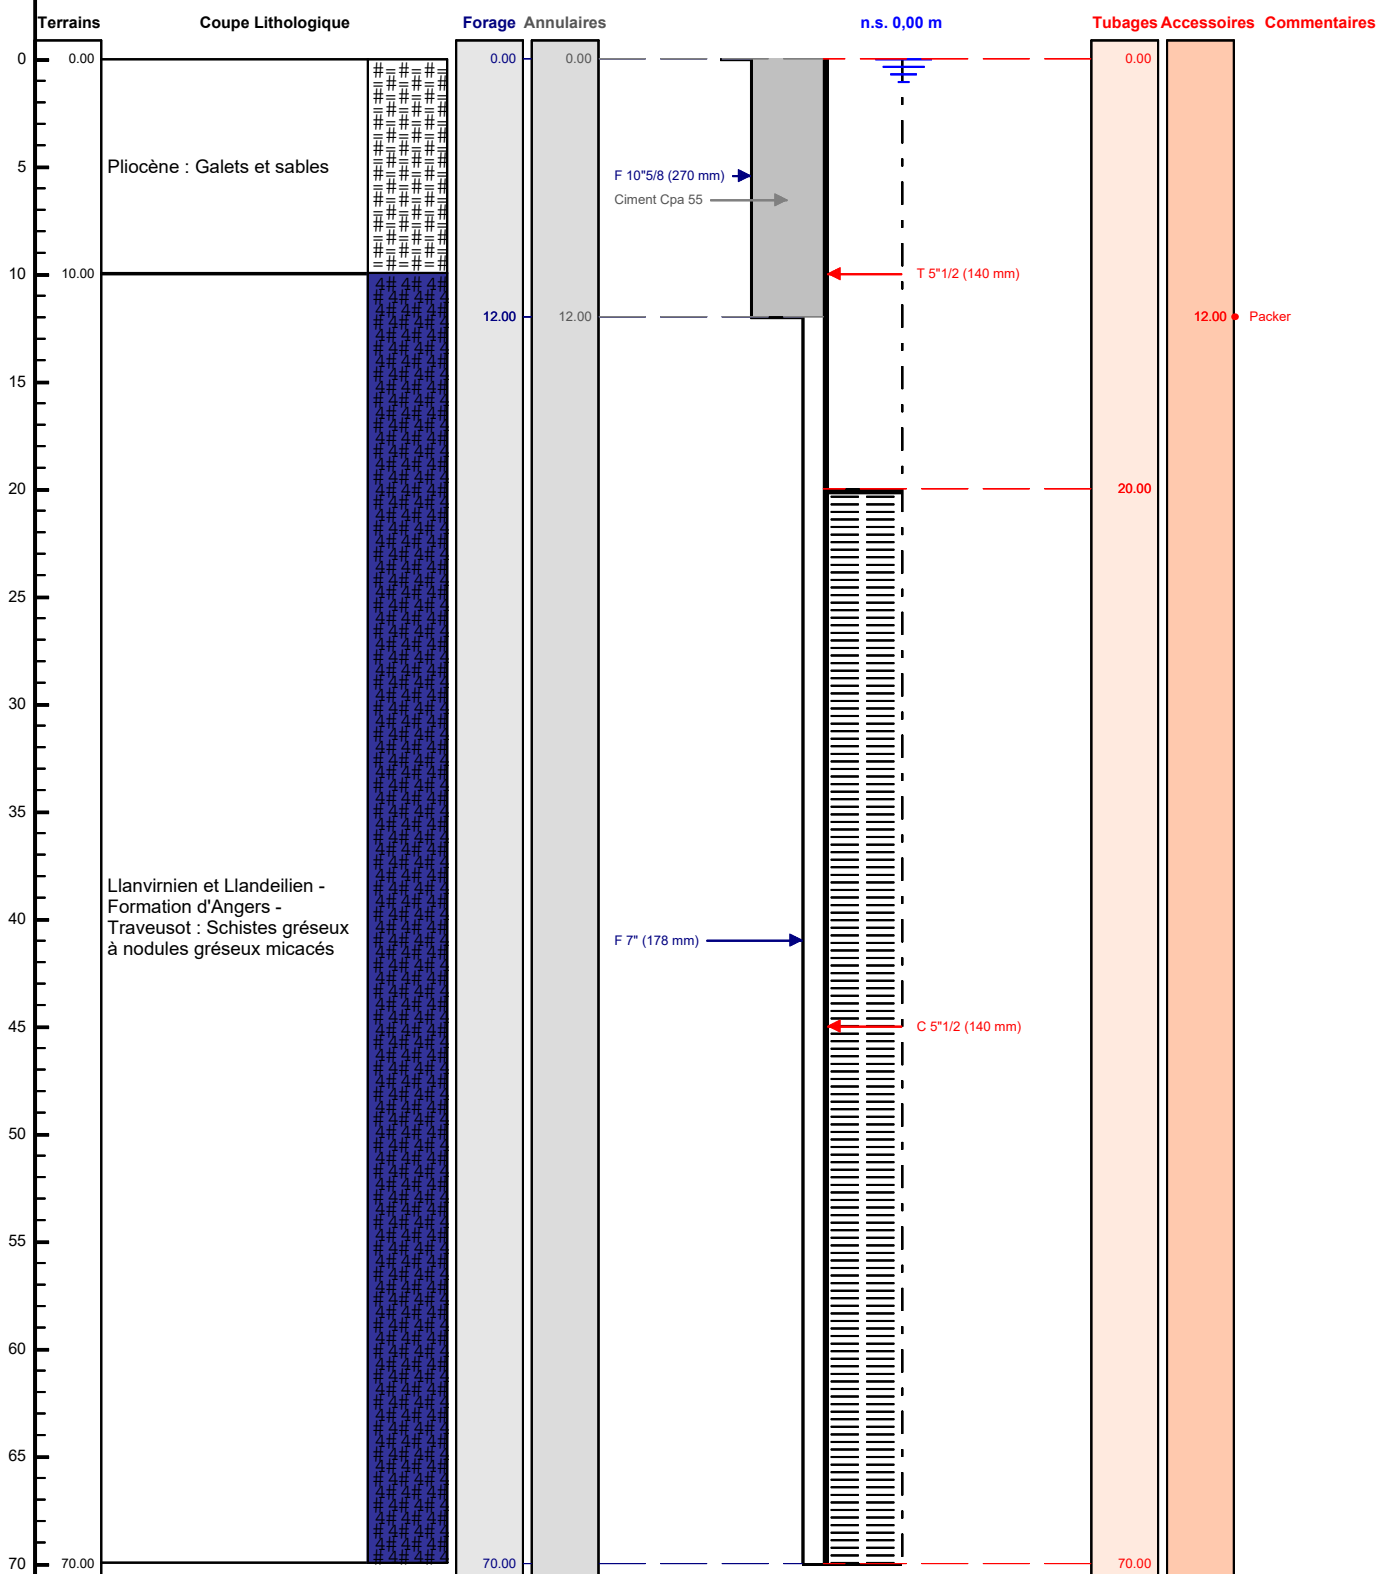 Terrains Coupe Lithologique Forage Annulaires n.s. 0,00 m Tubages Accessoires Commentaires
0 0.00 0.00 0.00 0.00
5 Pliocène : Galets et sables
F 10"5/8 (270 mm)
Ciment Cpa 55
10 10.00 T 5"1/2 (140 mm)
12.00 12.00 12.00 Packer
15
20 20.00
25
30
35
Llanvirnien et Llandeilien -
Formation d'Angers -
40 Traveusot : Schistes gréseux
à nodules gréseux micacés
F 7" (178 mm)
45 C 5"1/2 (140 mm)
50
55
60
65
70 70.00 70.00 70.00